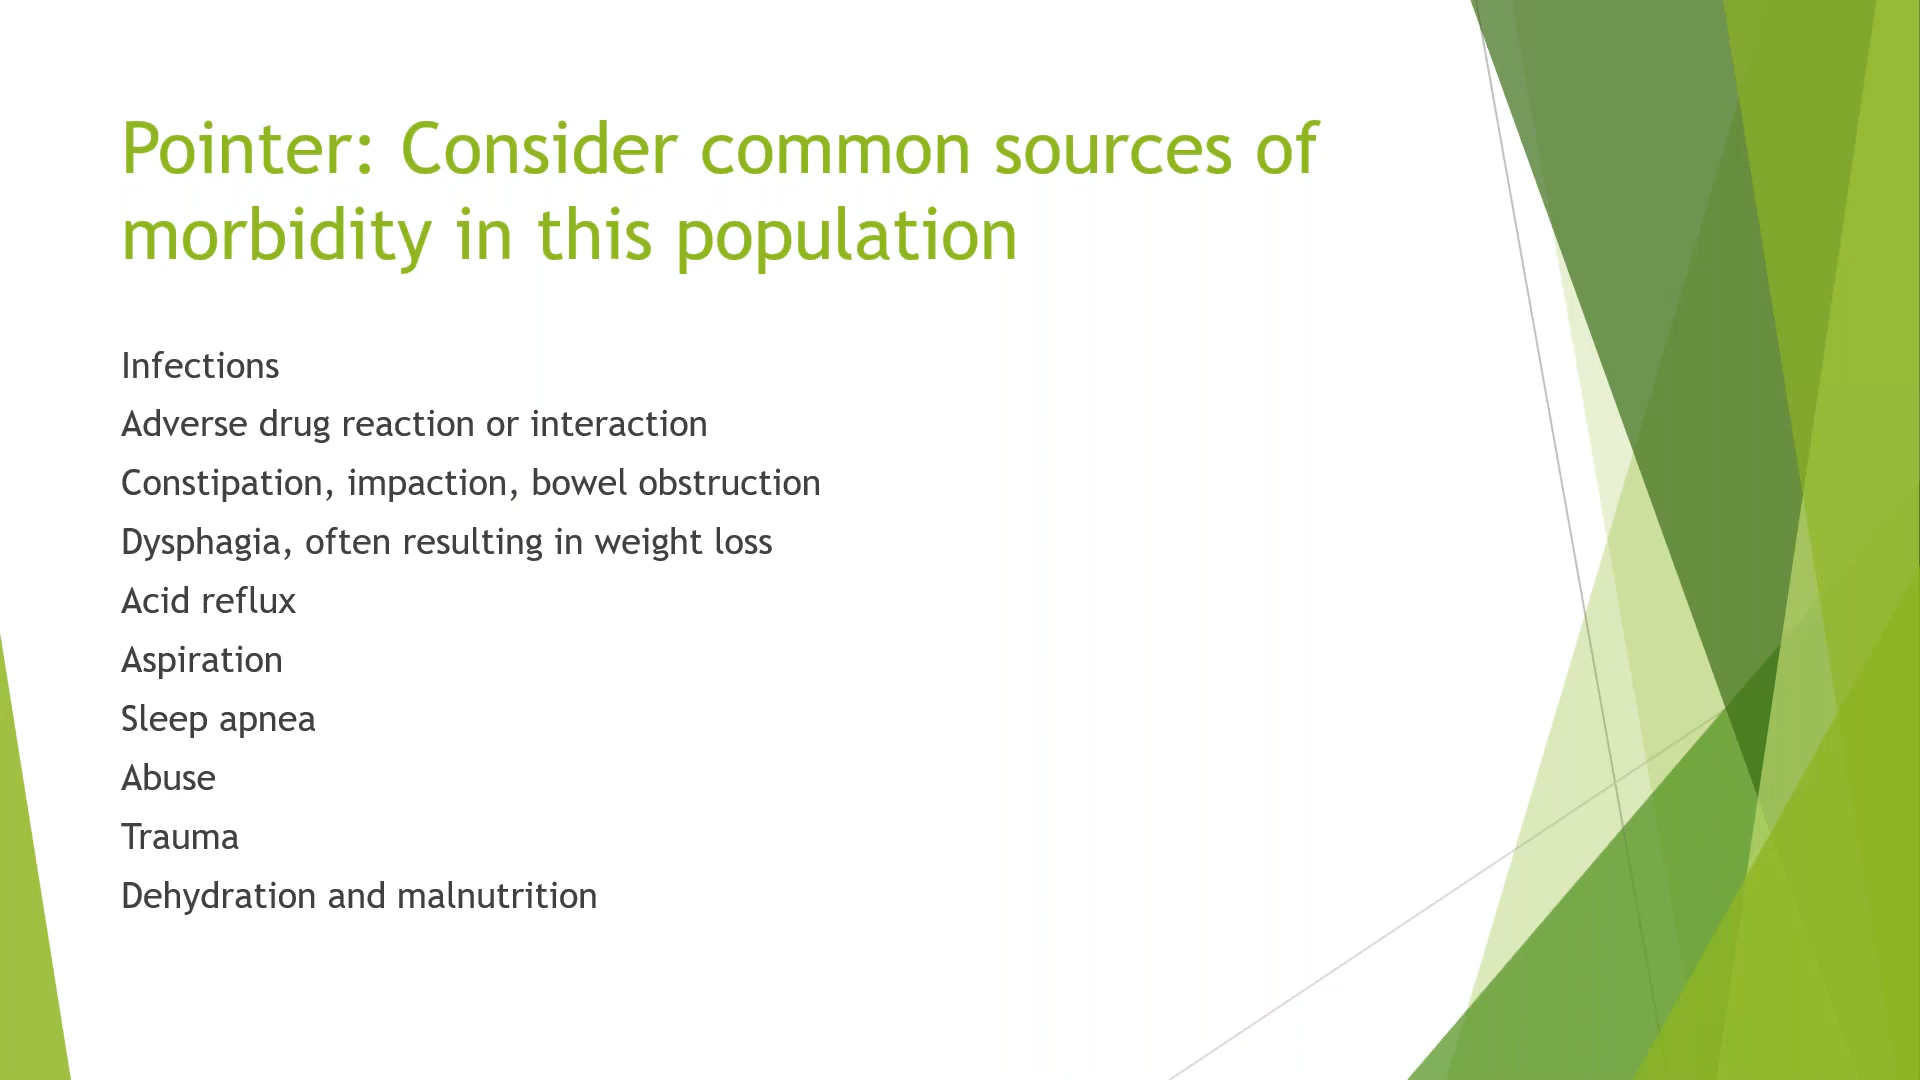 Pointer: Consider common sources of
morbidity in this population
Infections
Adverse drug reaction or interaction
Constipation, impaction, bowel obstruction
Dysphagia, often resulting in weight loss
Acid reflux
Aspiration
Sleep apnea
Abuse
Trauma
Dehydration and malnutrition